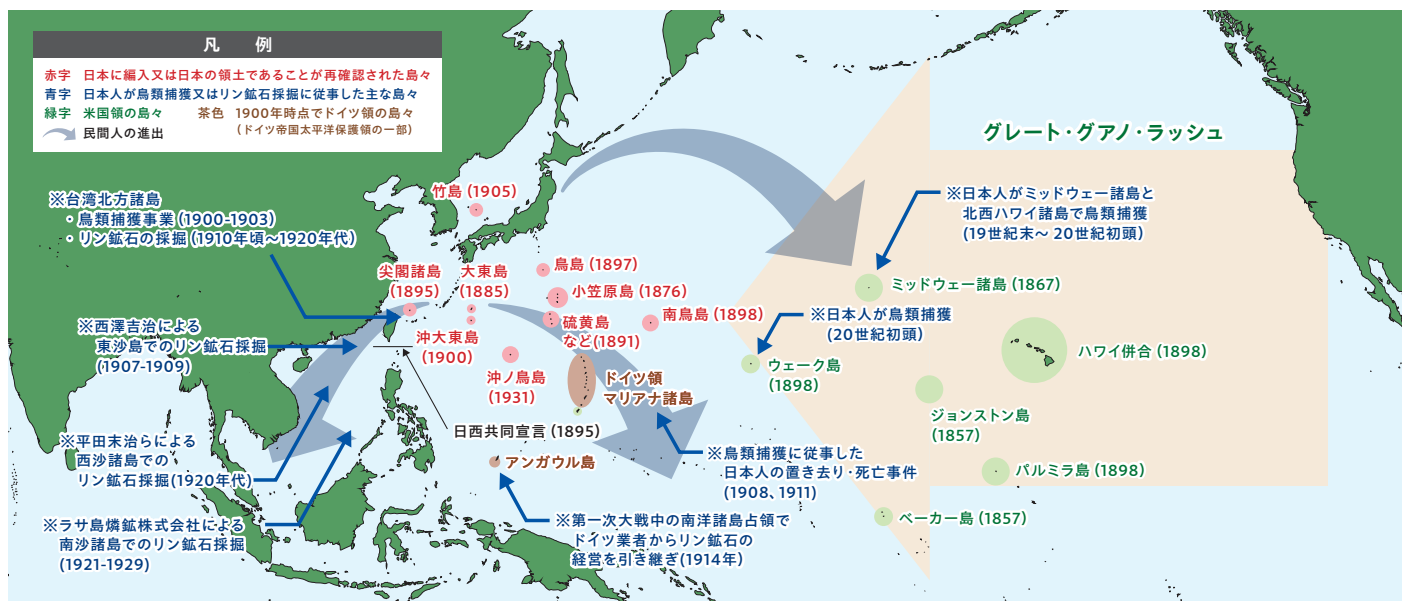 凡 例
赤字 日本に編入又は日本の領土であることが再確認された島々
青字 日本人が鳥類捕獲又はリン鉱石採掘に従事した主な島々
緑字 米国領の島々 茶色 1900年時点でドイツ領の島々
(ドイツ帝国太平洋保護領の一部)
民間人の進出
グレート・グアノ・ラッシュ
※台湾北方諸島
・鳥類捕獲事業(1900-1903)
・リン鉱石の採掘(1910年頃〜1920年代)
竹島(1905)
※日本人がミッドウェー諸島と
北西ハワイ諸島で鳥類捕獲
(19世紀末〜 20世紀初頭)
尖閣諸島
(1895)
大東島
(1885)
鳥島(1897)
小笠原島(1876)
硫黄島
など(1891)
南鳥島(1898)
ミッドウェー諸島(1867)
※西澤吉治による
東沙島でのリン鉱石採掘
(1907-1909)
沖大東島
(1900)
沖ノ鳥島
(1931)
ドイツ領
マリアナ諸島
※日本人が鳥類捕獲
(20世紀初頭)
ウェーク島
(1898)
ハワイ併合(1898)
ジョンストン島
(1857)
日西共同宣言(1895)
※平田末治らによる
西沙諸島での
リン鉱石採掘(1920年代)
アンガウル島
※鳥類捕獲に従事した
日本人の置き去り・死亡事件
(1908、1911)
パルミラ島(1898)
ベーカー島(1857)
※ラサ島燐鉱株式会社による
南沙諸島でのリン鉱石採掘
(1921-1929)
※第一次大戦中の南洋諸島占領で
ドイツ業者からリン鉱石の
経営を引き継ぎ(1914年)